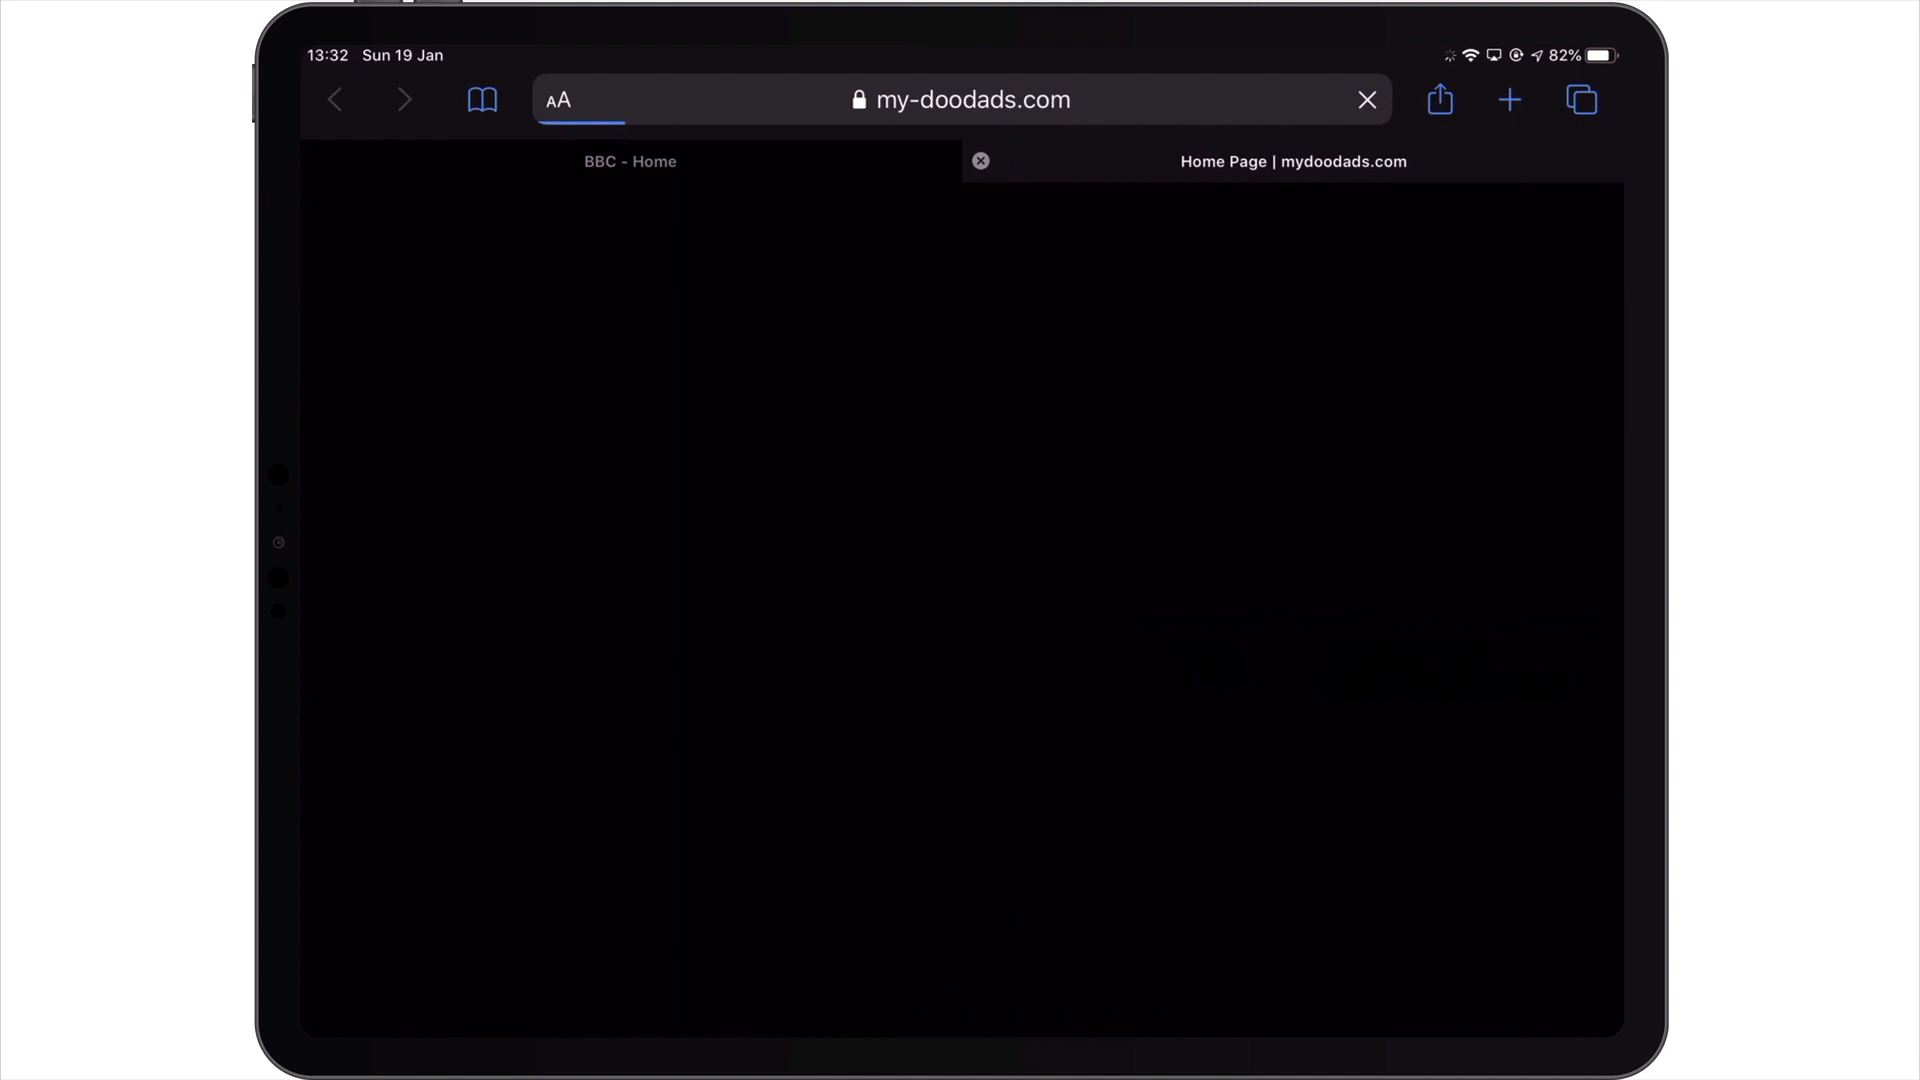 13:32 Sun 19 Jan 82%
AA my-doodads.com
BBC - Home Home Page | mydoodads.com